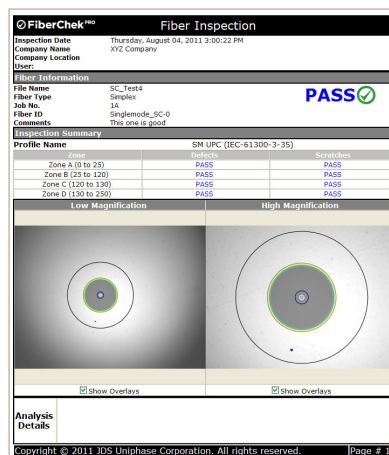 FiberChek PRO Fiber Inspection
Inspection Date Thursday, August 04, 2011 3:00:22 PM
Company Name XYZ Company
Company Location
User:
Fiber Information
File Name SC_Test4
Fiber Type Simplex
Job No. 1A
Fiber ID Singlemode_SC-0
Comments This one is good
PASS
Inspection Summary
Profile Name SM UPC (IEC-61300-3-35)
Zone Defects Scratches
Zone A (0 to 25) PASS PASS
Zone B (25 to 120) PASS PASS
Zone C (120 to 130) PASS PASS
Zone D (130 to 250) PASS PASS
Low Magnification High Magnification
Show Overlays Show Overlays
Analysis
Details
Copyright © 2011 JDS Uniphase Corporation. All rights reserved. Page # 1